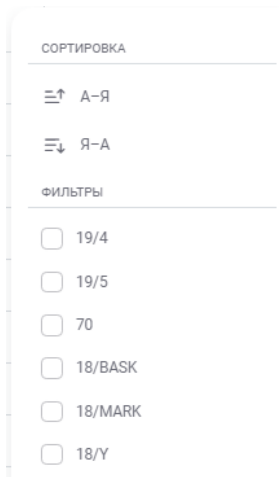 СОРТИРОВКА
А–Я
Я–А
ФИЛЬТРЫ
19/4
19/5
70
18/BASK
18/MARK
18/Y